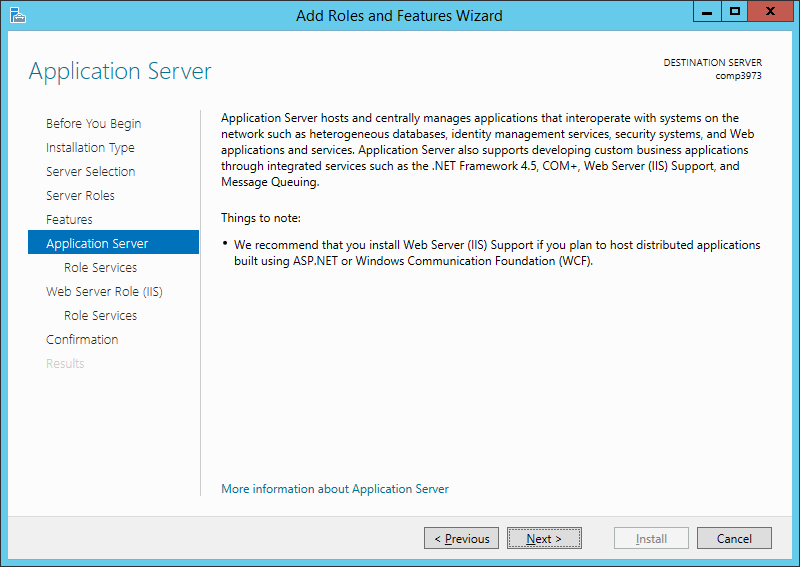 Add Roles and Features Wizard
Application Server
DESTINATION SERVER
comp3973
Before You Begin
Installation Type
Server Selection
Server Roles
Features
Application Server
Role Services
Web Server Role (IIS)
Role Services
Confirmation
Results
Application Server hosts and centrally manages applications that interoperate with systems on the
network such as heterogeneous databases, identity management services, security systems, and Web
applications and services. Application Server also supports developing custom business applications
through integrated services such as the .NET Framework 4.5, COM+, Web Server (IIS) Support, and
Message Queuing.
Things to note:
• We recommend that you install Web Server (IIS) Support if you plan to host distributed applications
built using ASP.NET or Windows Communication Foundation (WCF).
More information about Application Server
< Previous
Next >
Install
Cancel